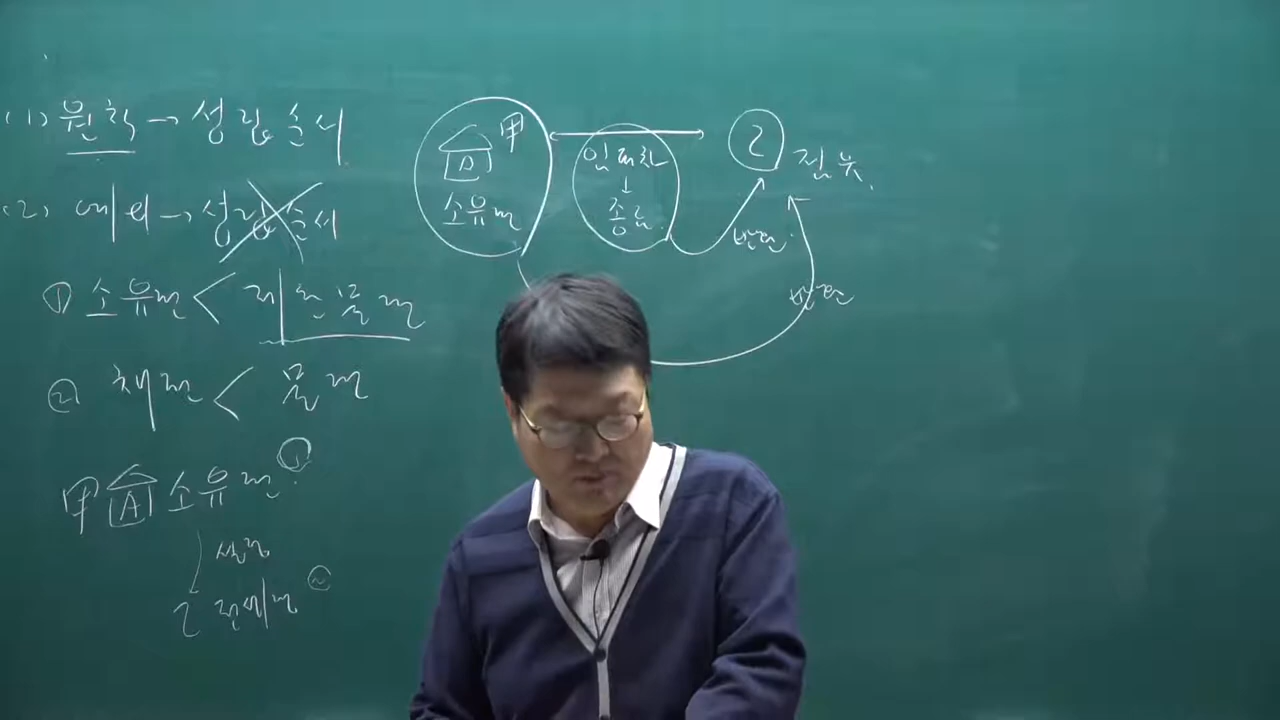 (1) 원칙 → 성립순서
(2) 예외 → 성립순서
① 소유권 < 제한물권
② 채권 < 물권
甲 A 소유권 ①
설정
乙 전세권 ②
A 甲
소유권
임대차
↓
종료
乙 점유.
반환.
반환